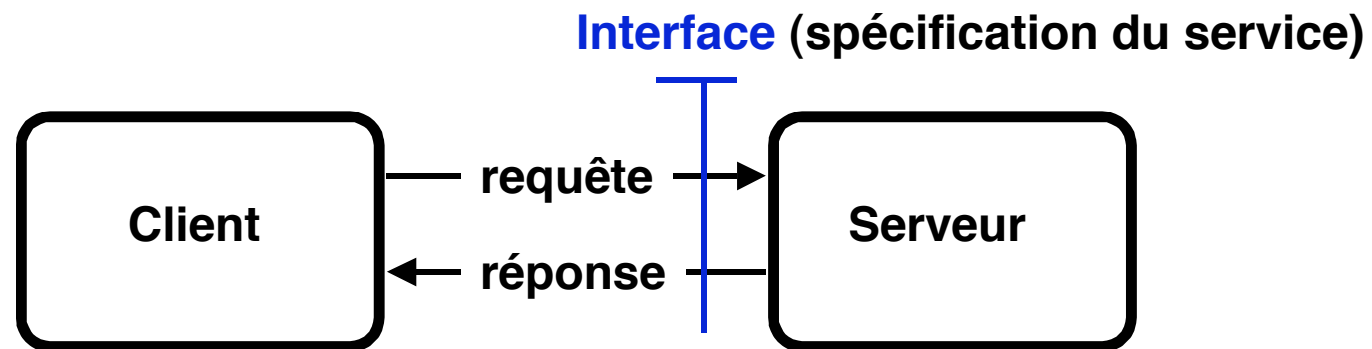 Interface (spécification du service)
requête
Client
Serveur
réponse